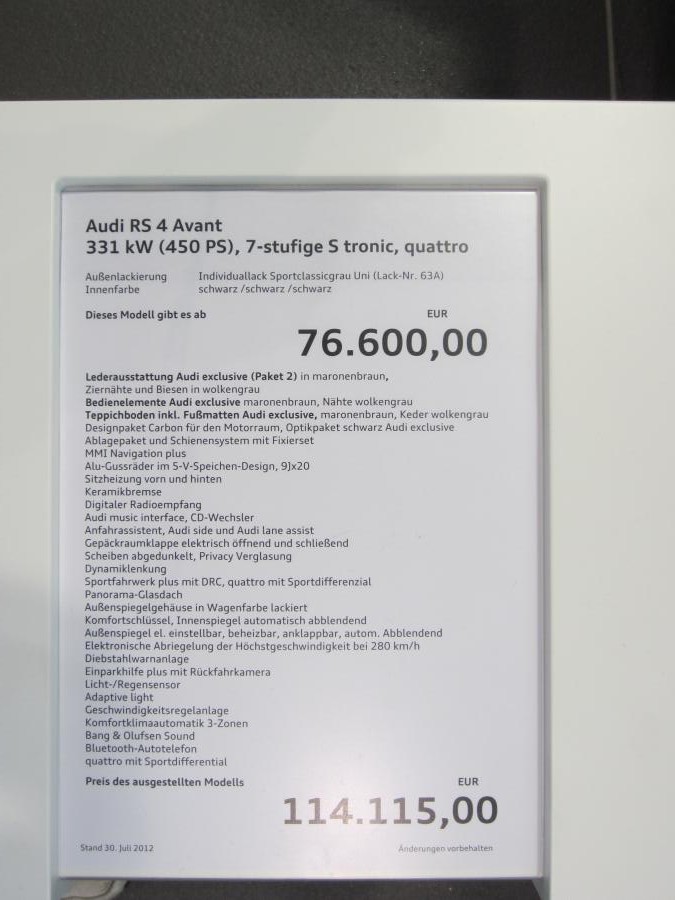 Audi RS 4 Avant
331 kW (450 PS), 7-stufige S tronic, quattro
Außenlackierung Individuallack Sportclassicgrau Uni (Lack-Nr. 63A)
Innenfarbe schwarz /schwarz /schwarz
Dieses Modell gibt es ab EUR
76.600,00
Lederausstattung Audi exclusive (Paket 2) in maronenbraun,
Ziernähte und Biesen in wolkengrau
Bedienelemente Audi exclusive maronenbraun, Nähte wolkengrau
Teppichboden inkl. Fußmatten Audi exclusive, maronenbraun, Keder wolkengrau
Designpaket Carbon für den Motorraum, Optikpaket schwarz Audi exclusive
Ablagepaket und Schienensystem mit Fixierset
MMI Navigation plus
Alu-Gussräder im 5-V-Speichen-Design, 9Jx20
Sitzheizung vorn und hinten
Keramikbremse
Digitaler Radioempfang
Audi music interface, CD-Wechsler
Anfahrassistent, Audi side und Audi lane assist
Gepäckraumklappe elektrisch öffnend und schließend
Scheiben abgedunkelt, Privacy Verglasung
Dynamiklenkung
Sportfahrwerk plus mit DRC, quattro mit Sportdifferenzial
Panorama-Glasdach
Außenspiegelgehäuse in Wagenfarbe lackiert
Komfortschlüssel, Innenspiegel automatisch abblendend
Außenspiegel el. einstellbar, beheizbar, anklappbar, autom. Abblendend
Elektronische Abriegelung der Höchstgeschwindigkeit bei 280 km/h
Diebstahlwarnanlage
Einparkhilfe plus mit Rückfahrkamera
Licht-/Regensensor
Adaptive light
Geschwindigkeitsregelanlage
Komfortklimaautomatik 3-Zonen
Bang & Olufsen Sound
Bluetooth-Autotelefon
quattro mit Sportdifferential
Preis des ausgestellten Modells EUR
114.115,00
Stand 30. Juli 2012 Änderungen vorbehalten